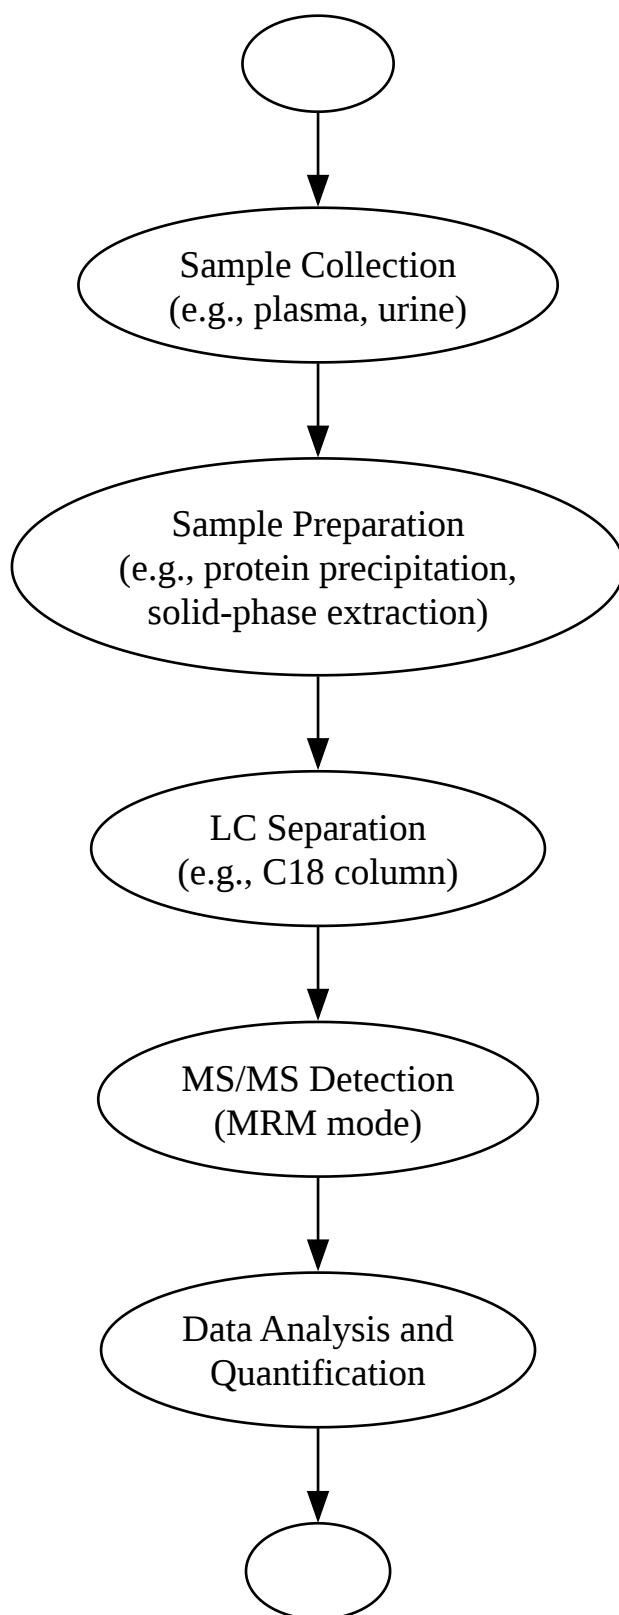 Sample Collection
(e.g., plasma, urine)
Sample Preparation
(e.g., protein precipitation,
solid-phase extraction)
LC Separation
(e.g., C18 column)
MS/MS Detection
(MRM mode)
Data Analysis and
Quantification